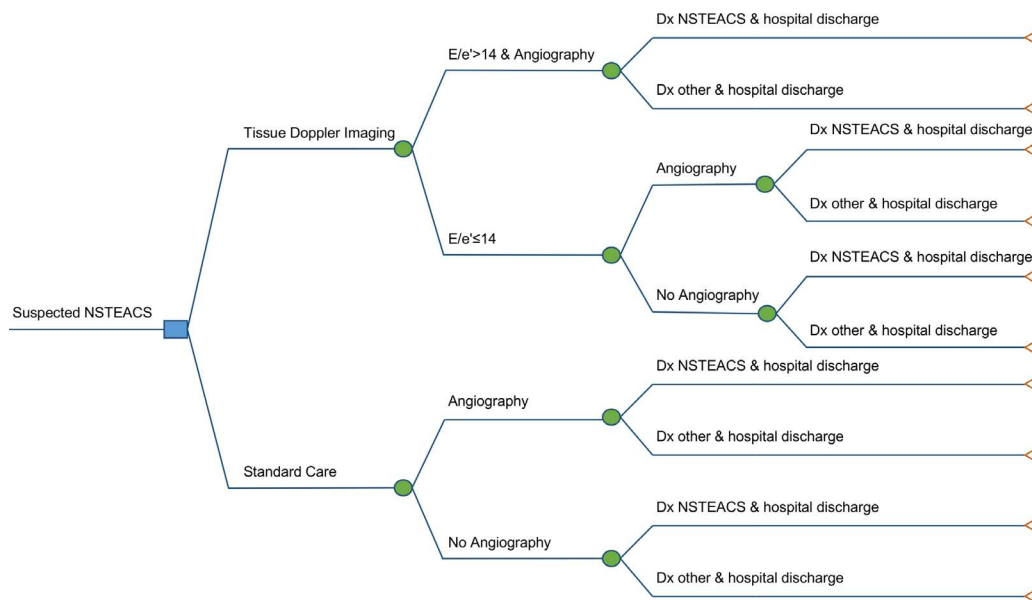 Dx NSTEACS & hospital discharge
E/e'>14 & Angiography
Dx other & hospital discharge
Dx NSTEACS & hospital discharge
Tissue Doppler Imaging
Angiography
Dx other & hospital discharge
E/e'≤14
Dx NSTEACS & hospital discharge
No Angiography
Suspected NSTEACS
Dx other & hospital discharge
Dx NSTEACS & hospital discharge
Angiography
Dx other & hospital discharge
Standard Care
Dx NSTEACS & hospital discharge
No Angiography
Dx other & hospital discharge